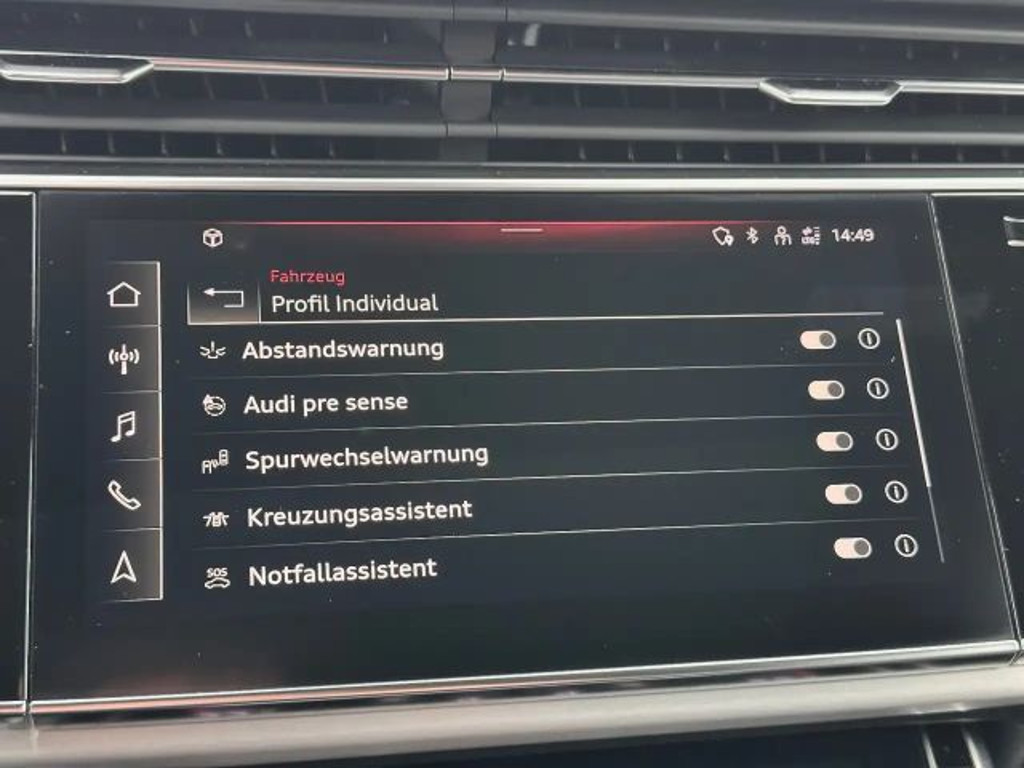 14:49
Fahrzeug
Profil Individual
Abstandswarnung
Audi pre sense
Spurwechselwarnung
Kreuzungsassistent
SOS
Notfallassistent